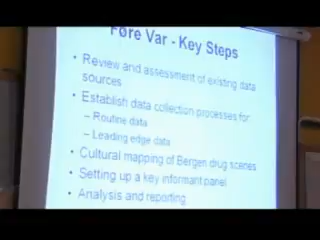 Føre Var - Key Steps
• Review and assessment of existing data
sources
• Establish data collection processes for
– Routine data
– Leading edge data
• Cultural mapping of Bergen drug scenes
• Setting up a key informant panel
• Analysis and reporting